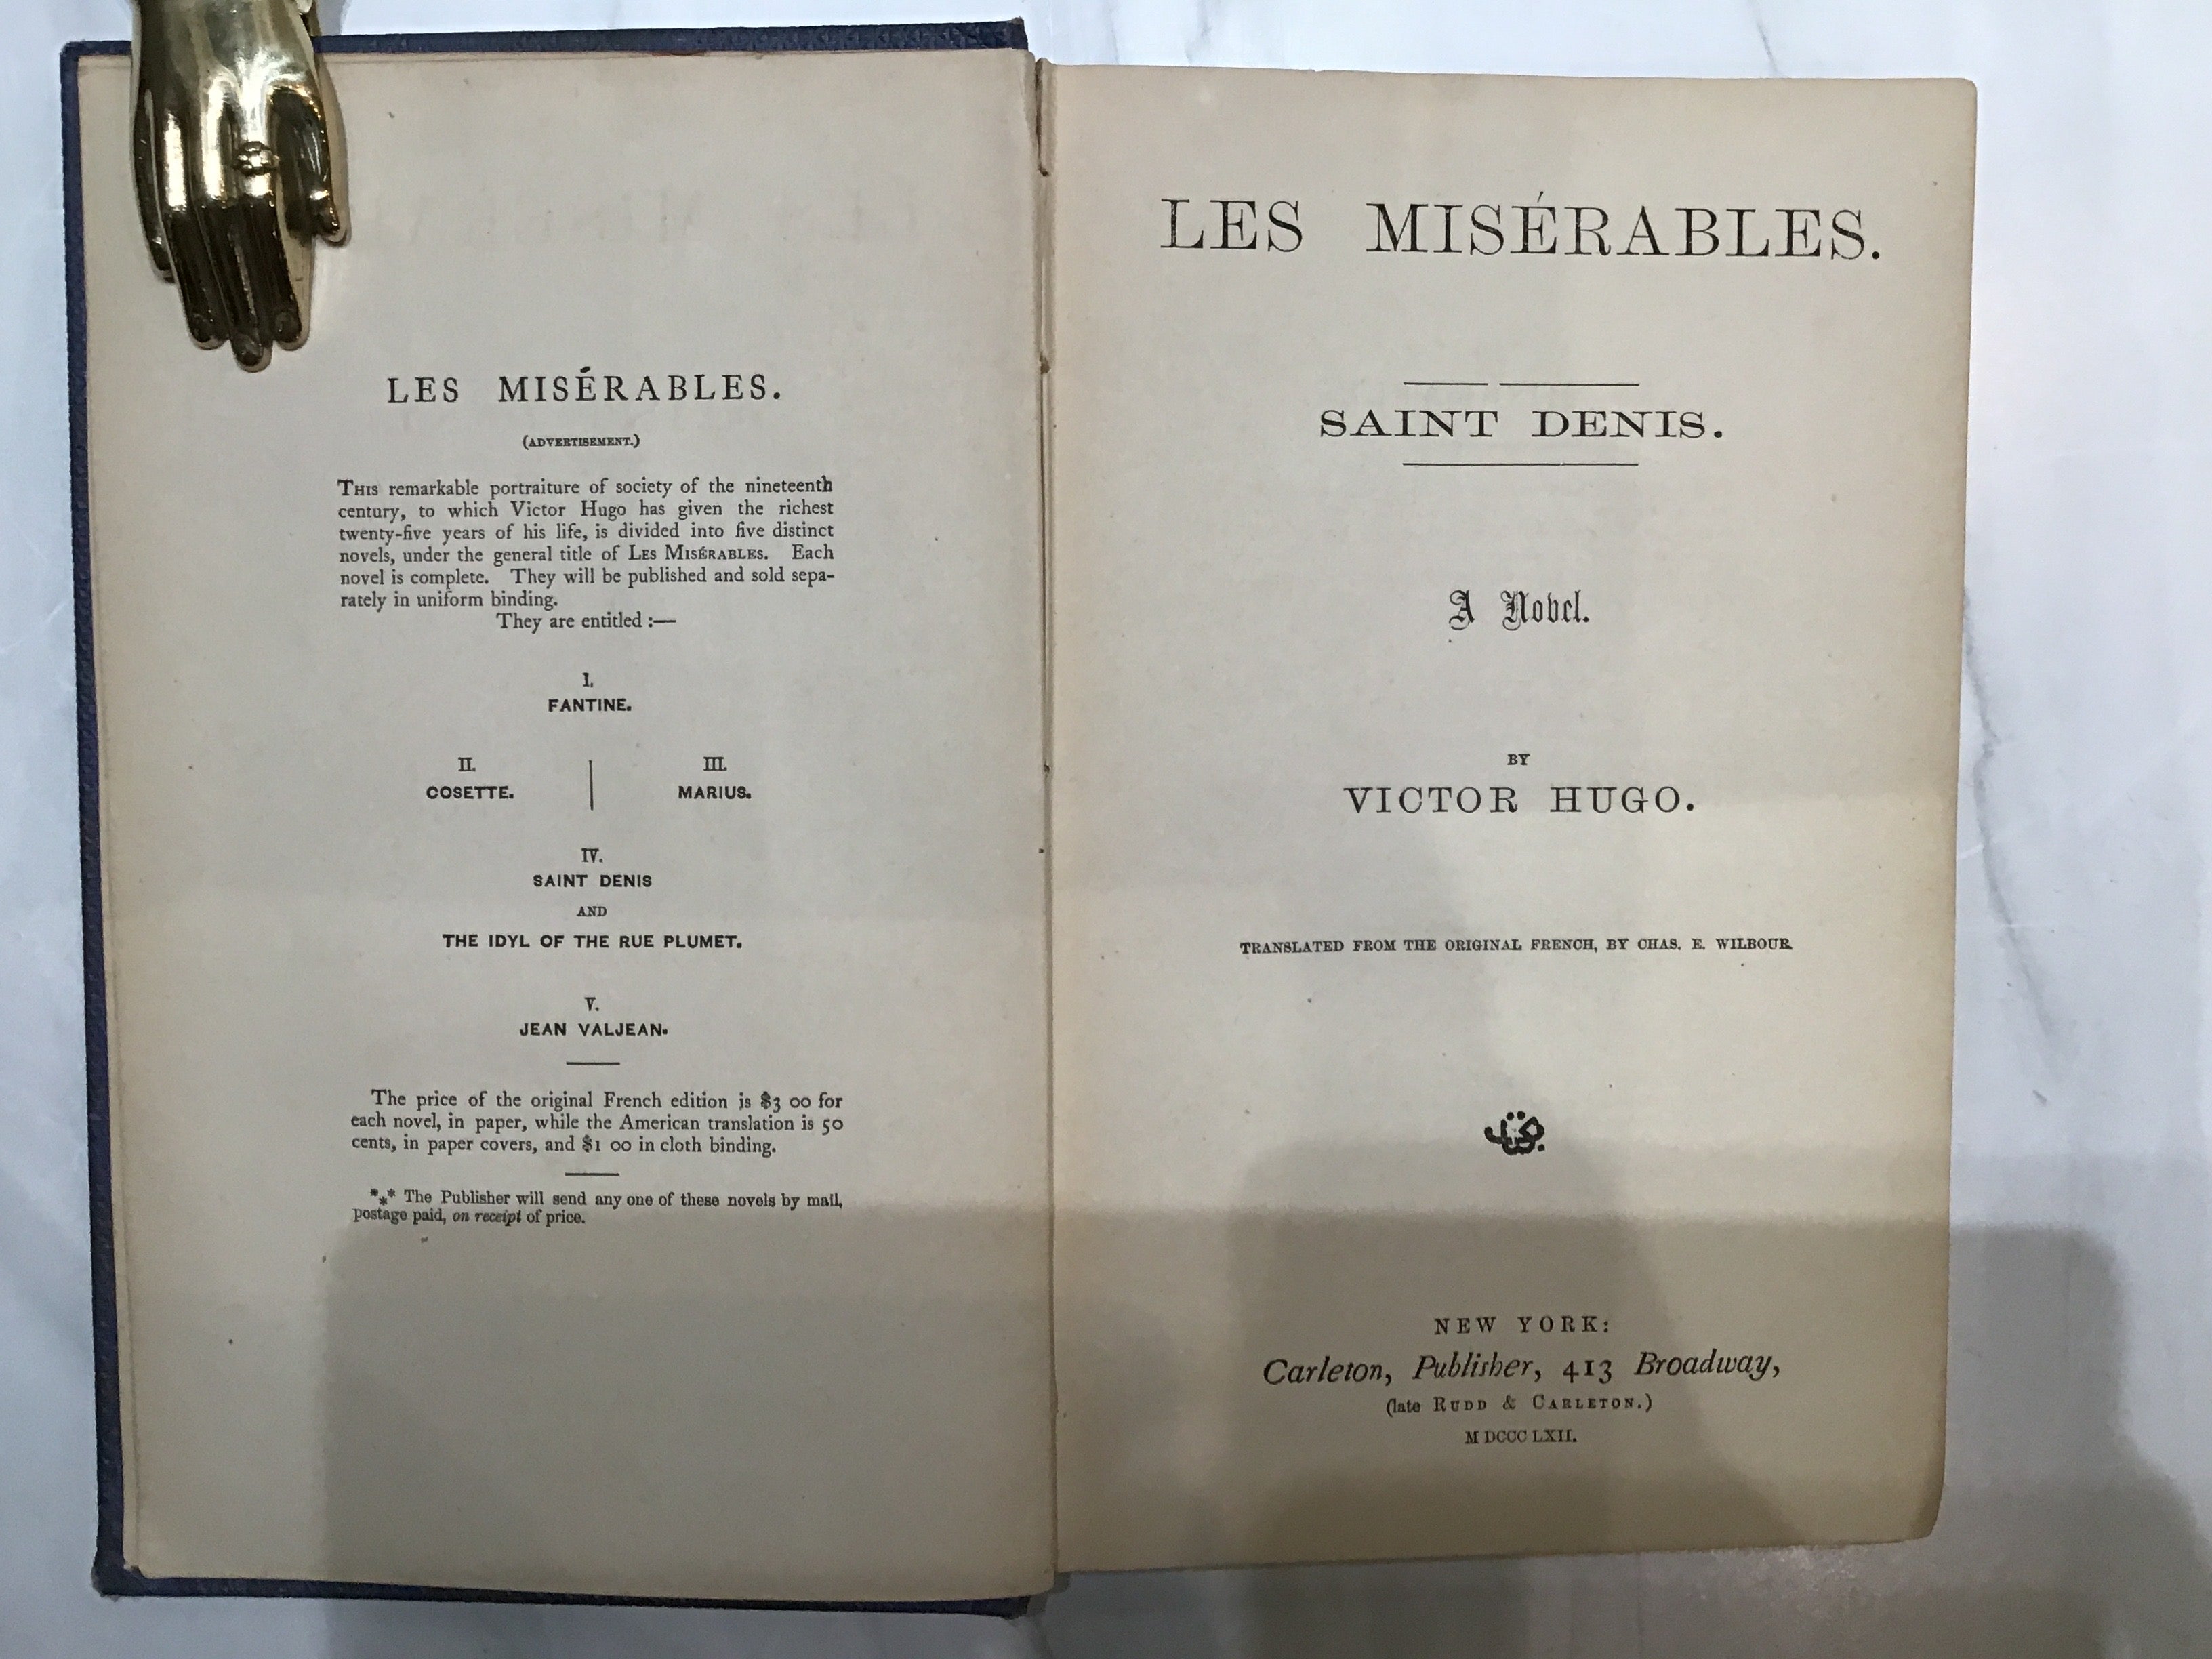 LES MISÉRABLES.
(ADVERTISEMENT.)
THIS remarkable portraiture of society of the nineteenth
century, to which Victor Hugo has given the richest
twenty-five years of his life, is divided into five distinct
novels, under the general title of LES MISÉRABLES. Each
novel is complete. They will be published and sold sepa-
rately in uniform binding.
They are entitled :—
I.
FANTINE.
II.
COSETTE.
III.
MARIUS.
IV.
SAINT DENIS
AND
THE IDYL OF THE RUE PLUMET.
V.
JEAN VALJEAN.
The price of the original French edition is $3 00 for
each novel, in paper, while the American translation is 50
cents, in paper covers, and $1 00 in cloth binding.
*** The Publisher will send any one of these novels by mail,
postage paid, on receipt of price.
LES MISÉRABLES.
SAINT DENIS.
A Novel.
BY
VICTOR HUGO.
TRANSLATED FROM THE ORIGINAL FRENCH, BY CHAS. E. WILBOUR.
NEW YORK:
Carleton, Publisher, 413 Broadway,
(late RUDD & CARLETON.)
M DCCC LXII.